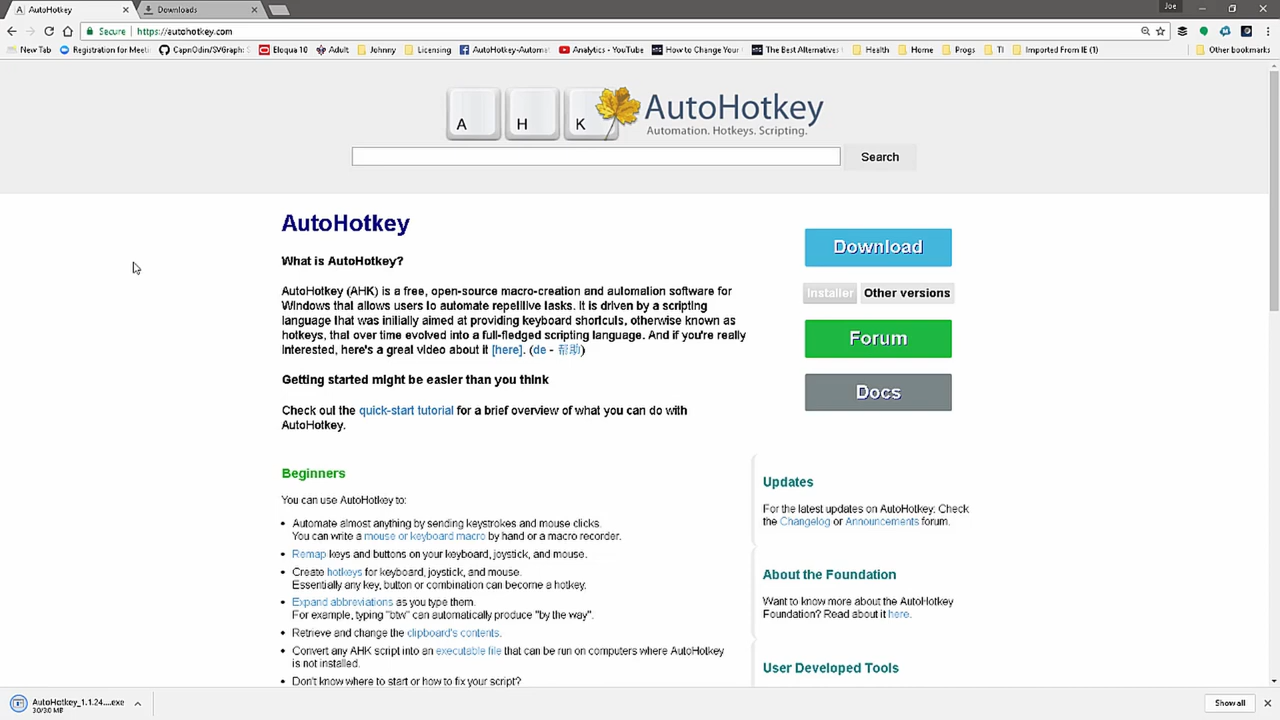 AutoHotkey
Downloads
Joe
Secure
https://autohotkey.com
New Tab
Registration for Meeti
CapnOdin/SVGraph:
Eloqua 10
Adult
Johnny
Licensing
AutoHotkey-Automat
Analytics - YouTube
How to Change Your
The Best Alternatives
Health
Home
Progs
TI
Imported From IE (1)
Other bookmarks
A
H
K
AutoHotkey
Automation. Hotkeys. Scripting.
Search
AutoHotkey
What is AutoHotkey?
AutoHotkey (AHK) is a free, open-source macro-creation and automation software for
Windows that allows users to automate repetitive tasks. It is driven by a scripting
language that was initially aimed at providing keyboard shortcuts, otherwise known as
hotkeys, that over time evolved into a full-fledged scripting language. And if you're really
interested, here's a great video about it [here]. (de - 帮助)
Getting started might be easier than you think
Check out the quick-start tutorial for a brief overview of what you can do with
AutoHotkey.
Download
Installer
Other versions
Forum
Docs
Beginners
You can use AutoHotkey to:
• Automate almost anything by sending keystrokes and mouse clicks.
You can write a mouse or keyboard macro by hand or a macro recorder.
• Remap keys and buttons on your keyboard, joystick, and mouse.
• Create hotkeys for keyboard, joystick, and mouse.
Essentially any key, button or combination can become a hotkey.
• Expand abbreviations as you type them.
For example, typing "btw" can automatically produce "by the way".
• Retrieve and change the clipboard's contents.
• Convert any AHK script into an executable file that can be run on computers where AutoHotkey
is not installed.
• Don't know where to start or how to fix your script?
Updates
For the latest updates on AutoHotkey: Check
the Changelog or Announcements forum.
About the Foundation
Want to know more about the AutoHotkey
Foundation? Read about it here.
User Developed Tools
AutoHotkey_1.1.24....exe
3.0/3.0 MB
Show all